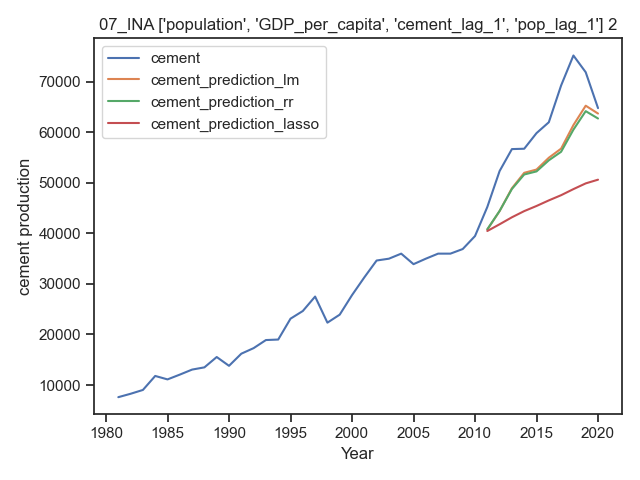 07_INA ['population', 'GDP_per_capita', 'cement_lag_1', 'pop_lag_1'] 2
cement
cement_prediction_lm
cement_prediction_rr
cement_prediction_lasso
70000
60000
50000
40000
30000
20000
10000
cement production
1980 1985 1990 1995 2000 2005 2010 2015 2020
Year